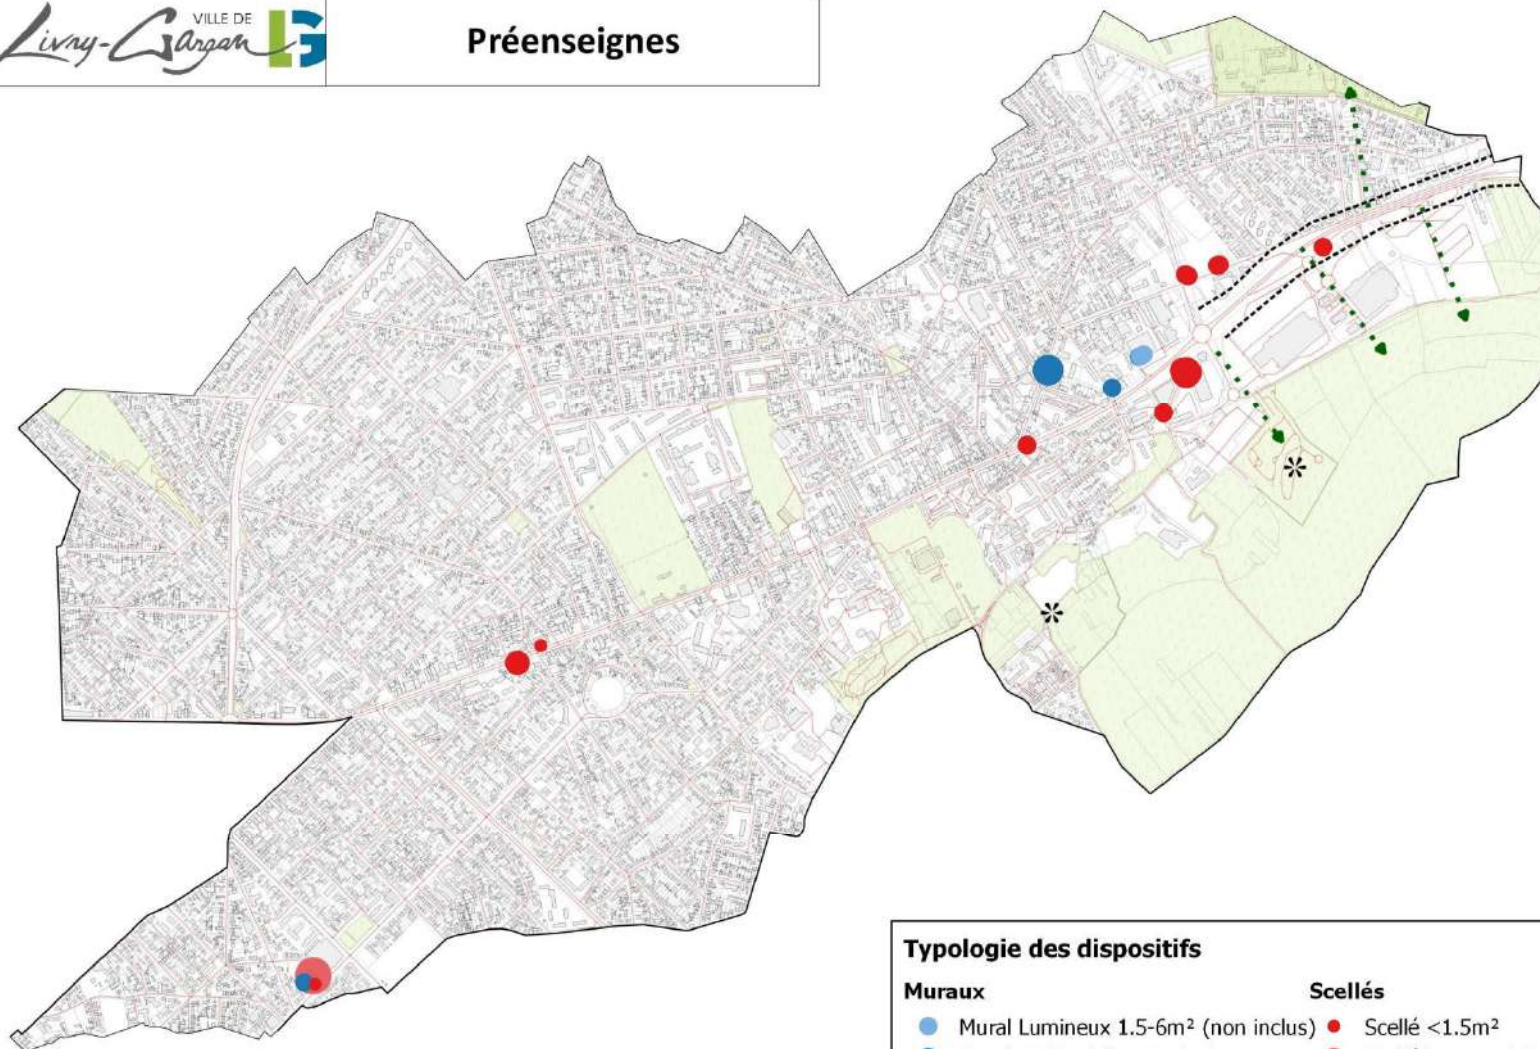 VILLE DE
Livry-Gargan
Préenseignes
Typologie des dispositifs
Muraux
Scellés
Mural Lumineux 1.5-6m² (non inclus)
Scellé <1.5m²